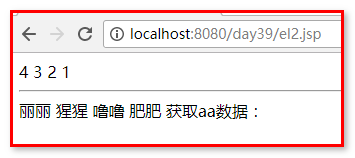 localhost:8080/day39/el2.jsp
4 3 2 1
丽丽 猩猩 噜噜 肥肥 获取aa数据：